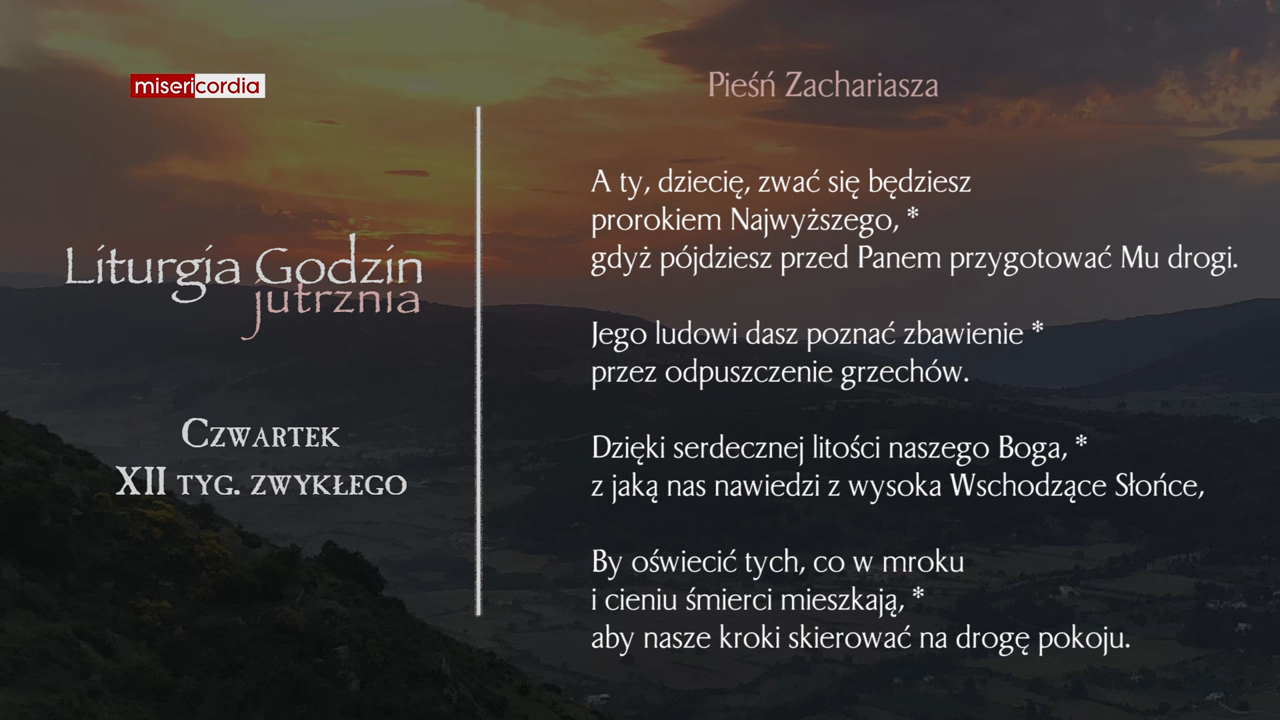 misericordia
Liturgia Godzin
jutrznia
Czwartek
XII tyg. zwykłego
Pieśń Zachariasza
A ty, dziecię, zwać się będziesz
prorokiem Najwyższego, *
gdyż pójdziesz przed Panem przygotować Mu drogi.
Jego ludowi dasz poznać zbawienie *
przez odpuszczenie grzechów.
Dzięki serdecznej litości naszego Boga, *
z jaką nas nawiedzi z wysoka Wschodzące Słońce,
By oświecić tych, co w mroku
i cieniu śmierci mieszkają, *
aby nasze kroki skierować na drogę pokoju.